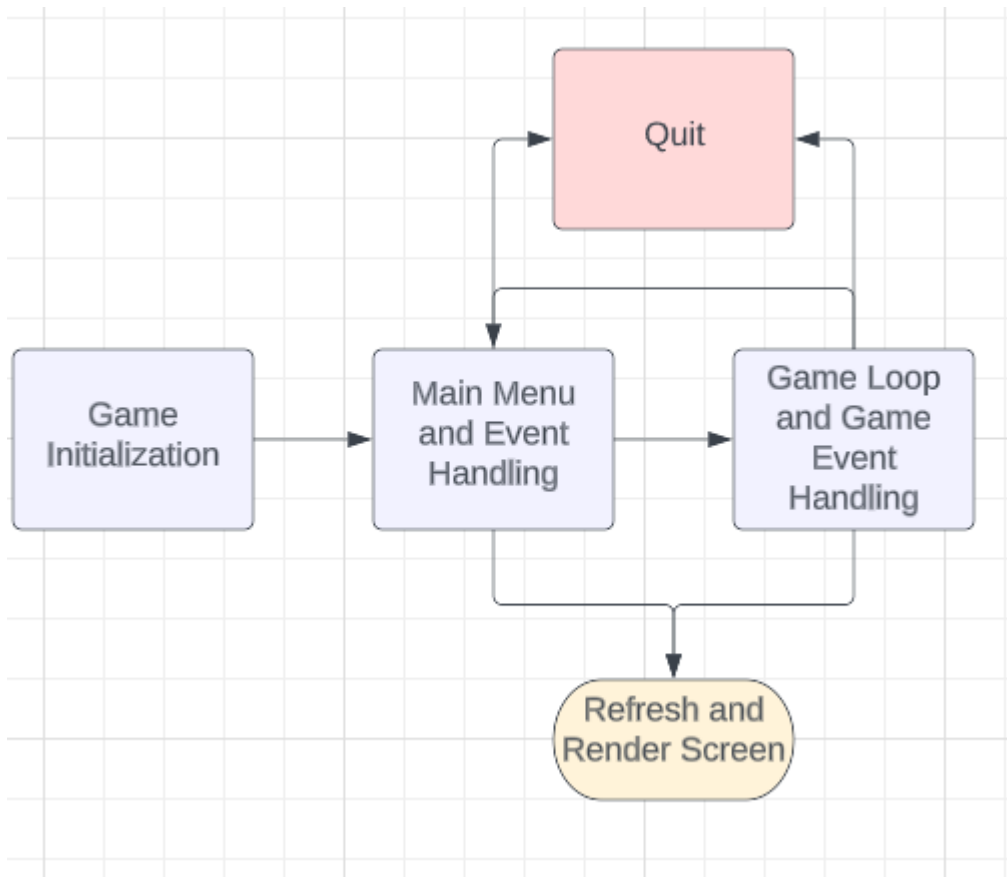 Quit
Game
Initialization
Main Menu
and Event
Handling
Game Loop
and Game
Event
Handling
Refresh and
Render Screen